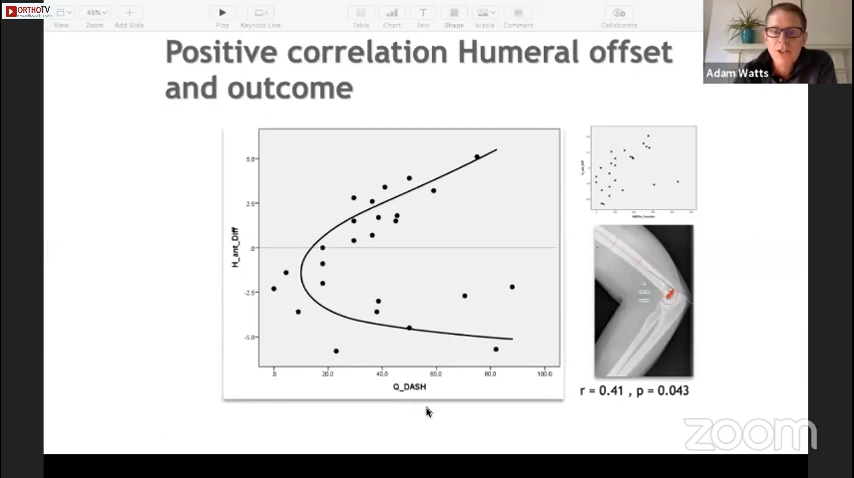 ORTHOTV
45%
View
Zoom
Add Slide
Play
Keynote Live
Table
Chart
Text
Shape
Media
Comment
Collaborate
Adam Watts
Positive correlation Humeral offset
and outcome
H_ant_Diff
5.0
2.5
.0
-2.5
-5.0
.0 20.0 40.0 60.0 80.0 100.0
Q_DASH
r = 0.41 , p = 0.043
zoom